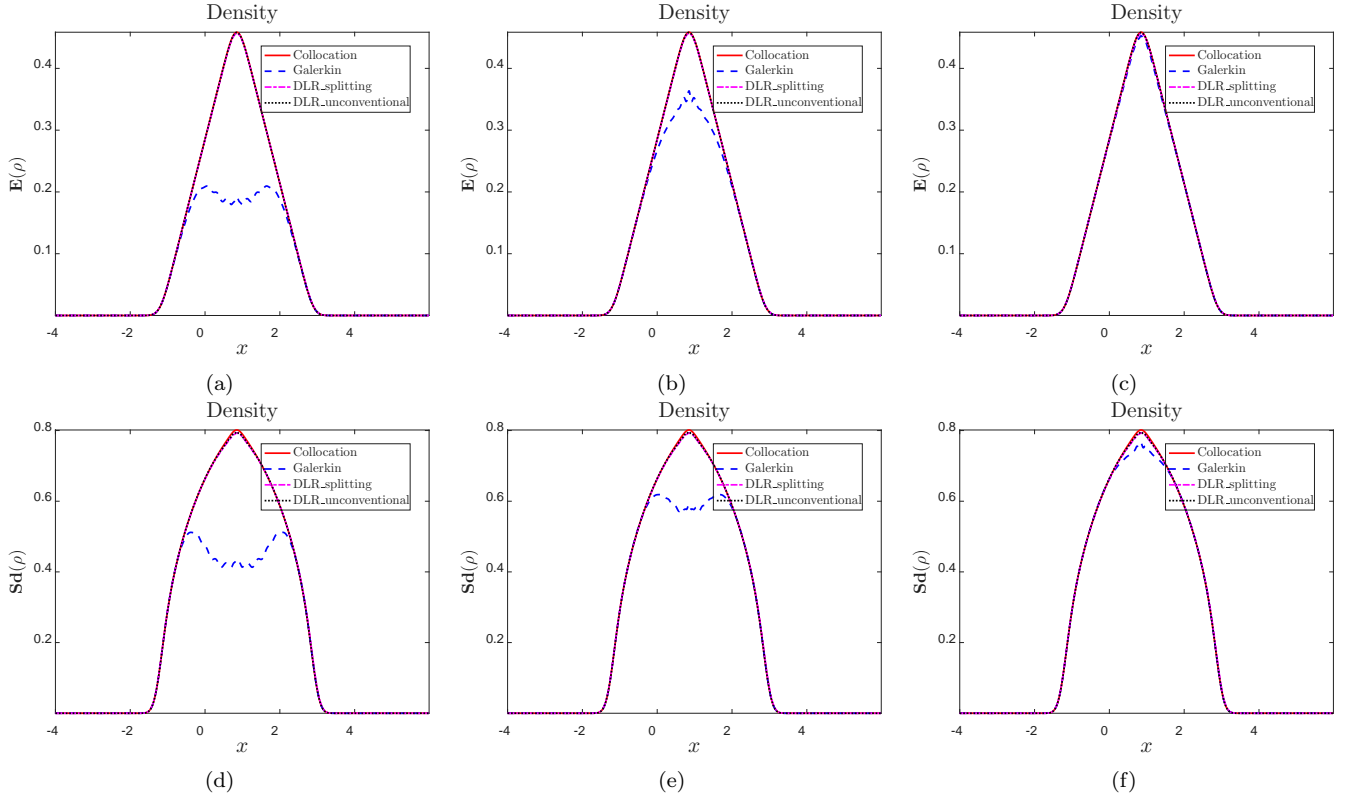 Density
Collocation
Galerkin
DLR_splitting
DLR_unconventional
0.4
0.3
0.2
0.1
E(ρ)
-4 -2 0 2 4
x
(a)
Density
Collocation
Galerkin
DLR_splitting
DLR_unconventional
0.4
0.3
0.2
0.1
E(ρ)
-4 -2 0 2 4
x
(b)
Density
Collocation
Galerkin
DLR_splitting
DLR_unconventional
0.4
0.3
0.2
0.1
E(ρ)
-4 -2 0 2 4
x
(c)
Density
Collocation
Galerkin
DLR_splitting
DLR_unconventional
0.8
0.6
0.4
0.2
Sd(ρ)
-4 -2 0 2 4
x
(d)
Density
Collocation
Galerkin
DLR_splitting
DLR_unconventional
0.8
0.6
0.4
0.2
Sd(ρ)
-4 -2 0 2 4
x
(e)
Density
Collocation
Galerkin
DLR_splitting
DLR_unconventional
0.8
0.6
0.4
0.2
Sd(ρ)
-4 -2 0 2 4
x
(f)